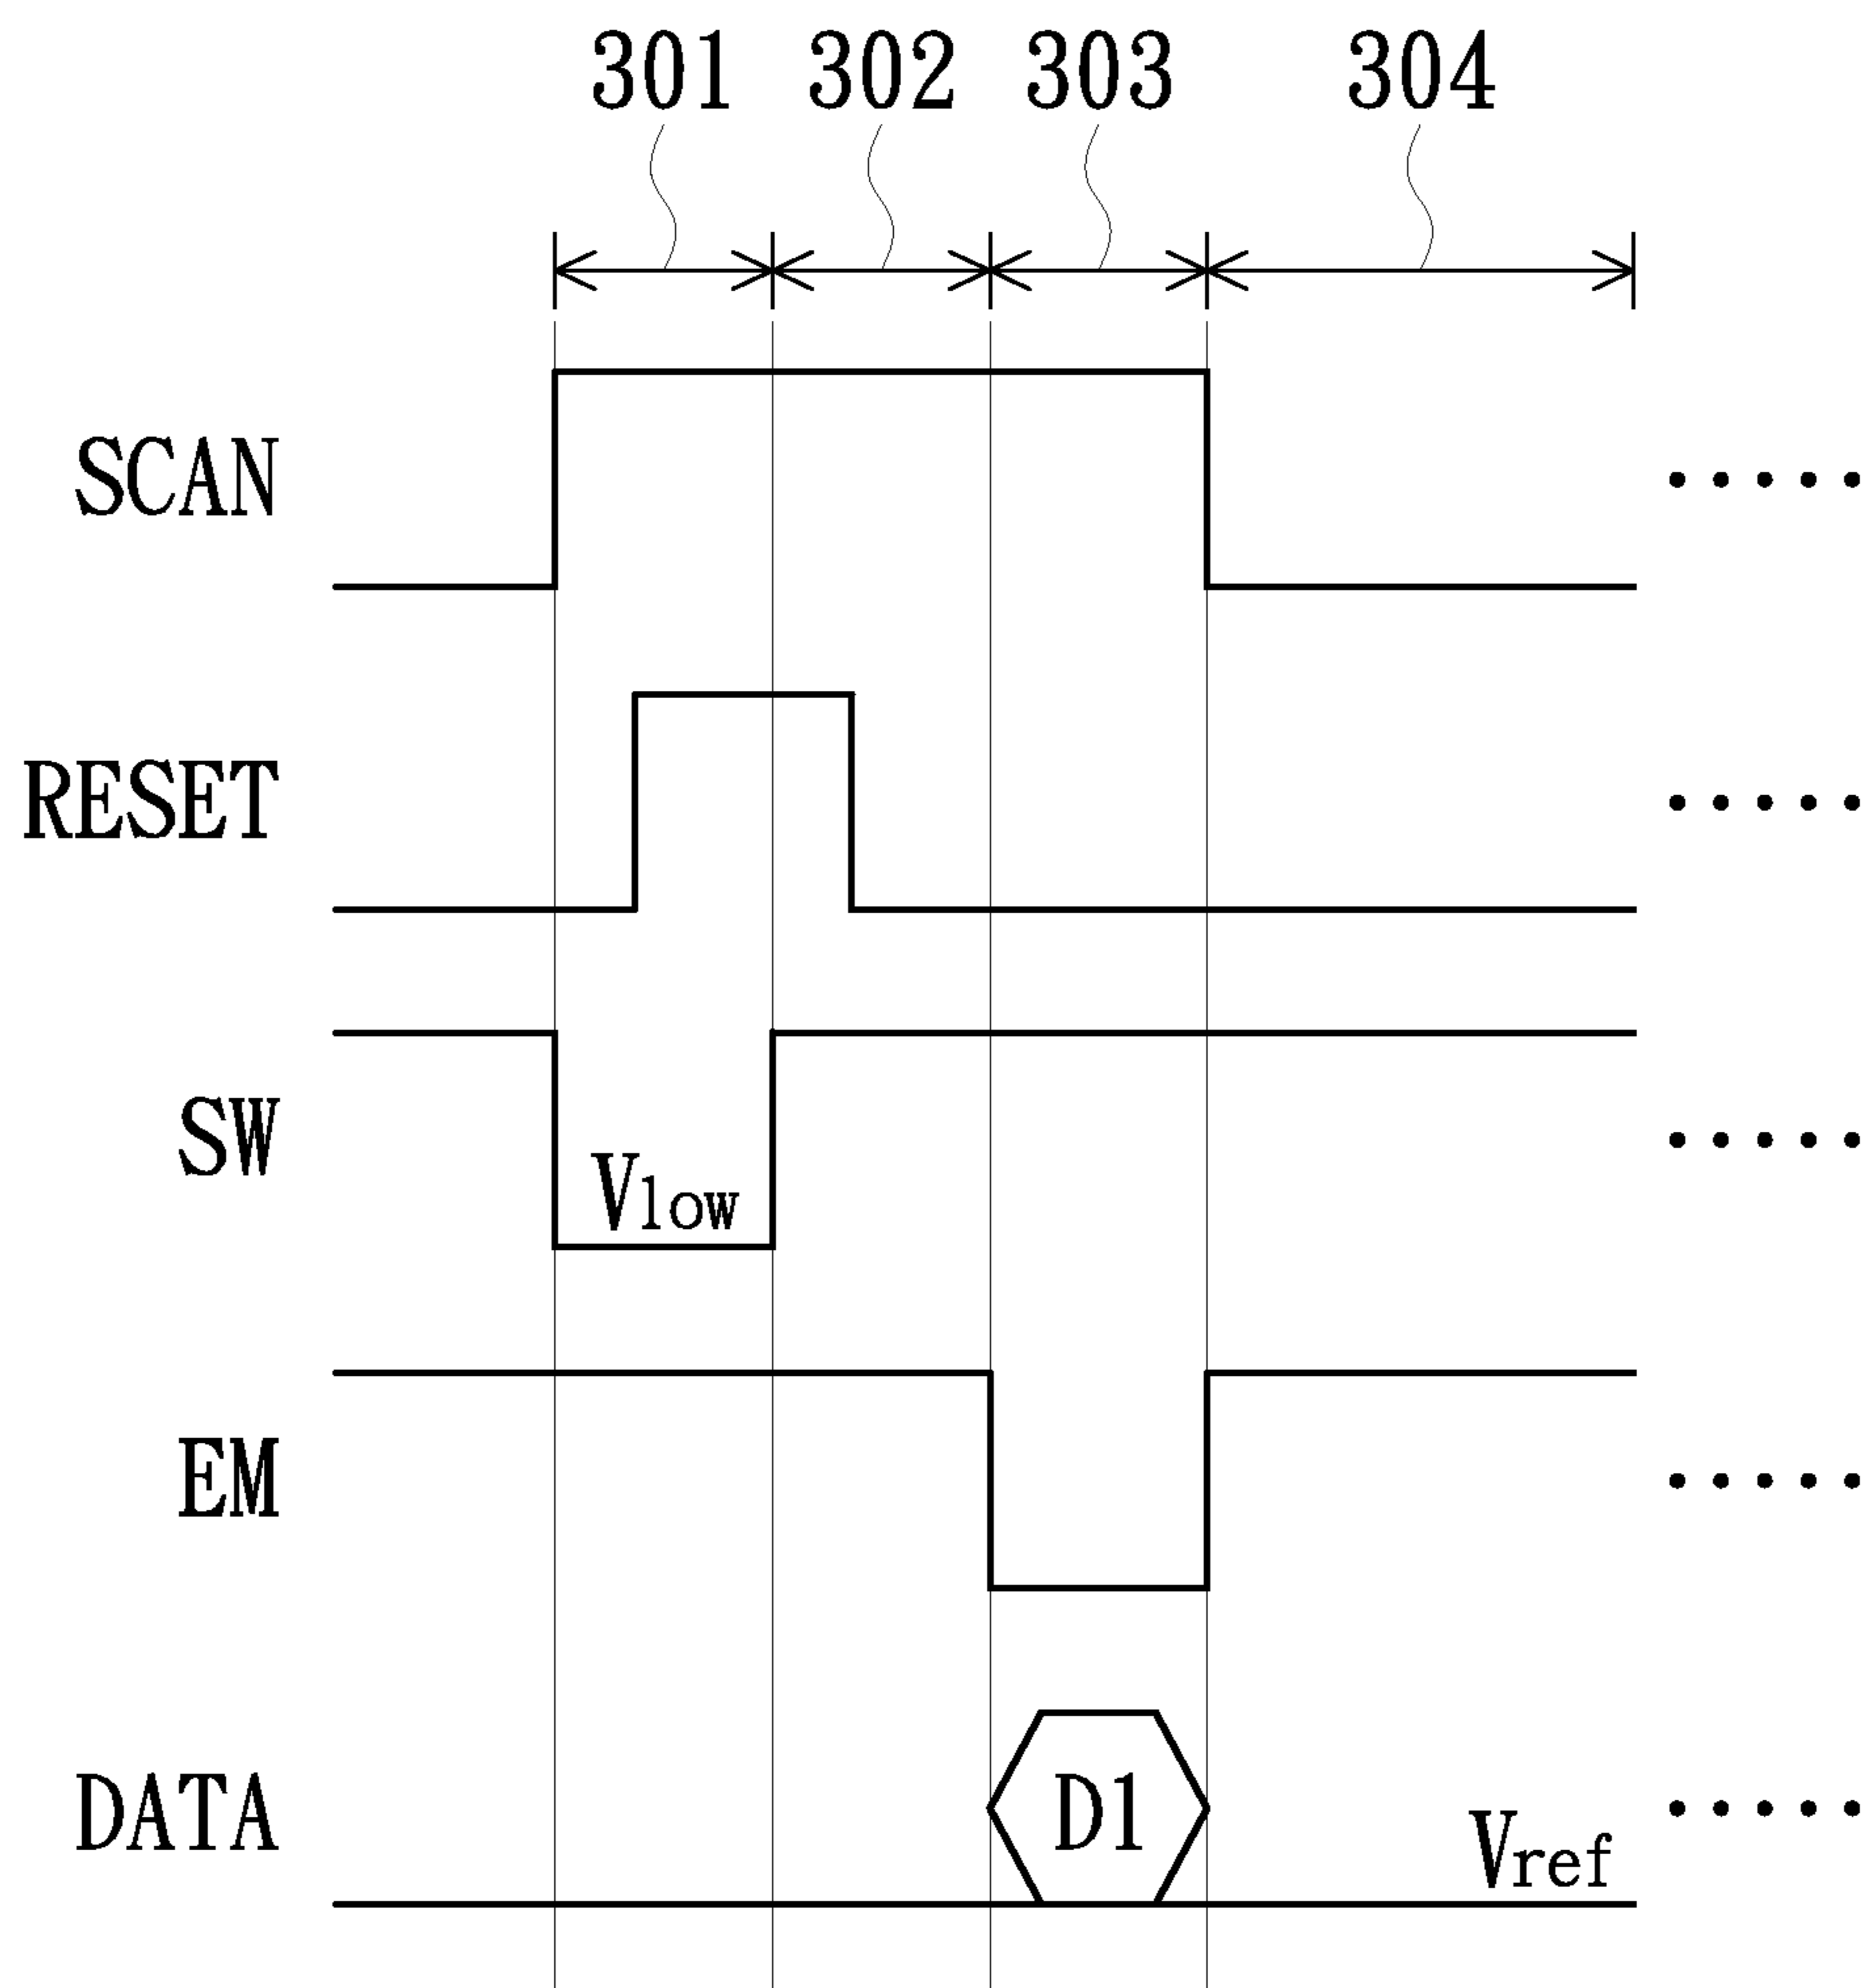 301 302 303 304
SCAN
RESET
SW
Vlow
EM
DATA
D1
Vref